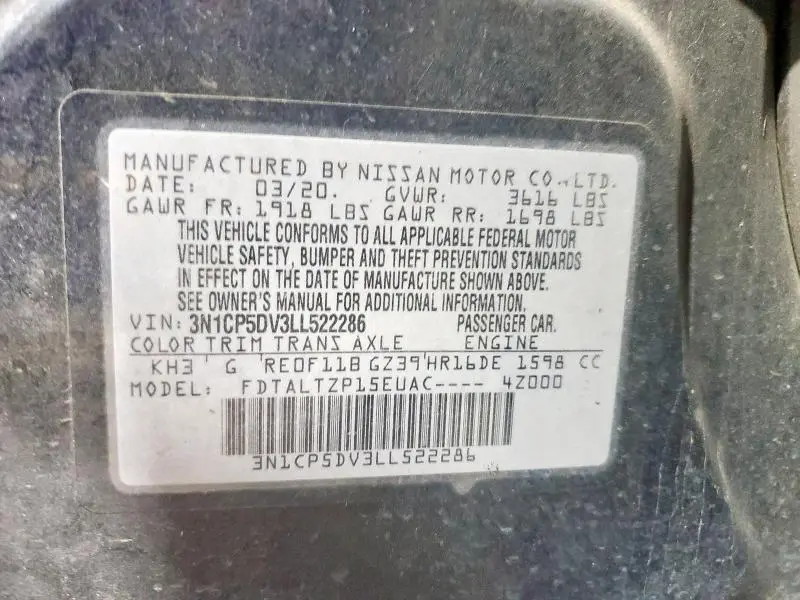 MANUFACTURED BY NISSAN MOTOR CO.,LTD.
DATE: 03/20. GVWR: 3616 LBS
GAWR FR: 1918 LBS GAWR RR: 1698 LBS
THIS VEHICLE CONFORMS TO ALL APPLICABLE FEDERAL MOTOR
VEHICLE SAFETY, BUMPER AND THEFT PREVENTION STANDARDS
IN EFFECT ON THE DATE OF MANUFACTURE SHOWN ABOVE.
SEE OWNER'S MANUAL FOR ADDITIONAL INFORMATION.
VIN: 3N1CP5DV3LL522286 PASSENGER CAR.
COLOR TRIM TRANS AXLE ENGINE
KH3 G RE0F11B GZ39 HR16DE 1598 CC
MODEL: FDTALTZP15EUAC---- 4Z000
3N1CP5DV3LL522286